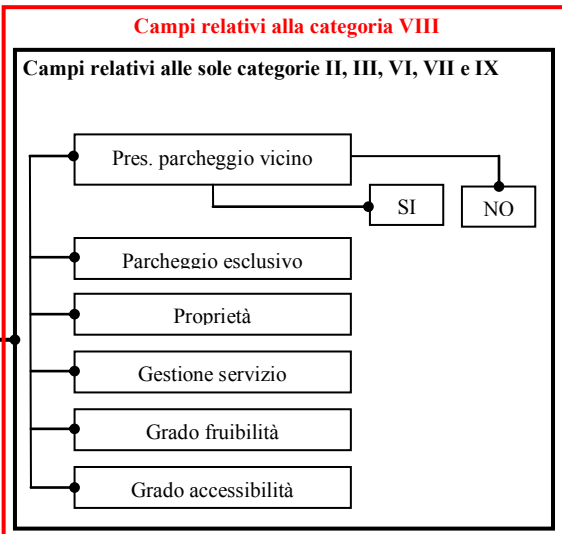 Campi relativi alla categoria VIII
Campi relativi alle sole categorie II, III, VI, VII e IX
Pres. parcheggio vicino
SI
NO
Parcheggio esclusivo
Proprietà
Gestione servizio
Grado fruibilità
Grado accessibilità